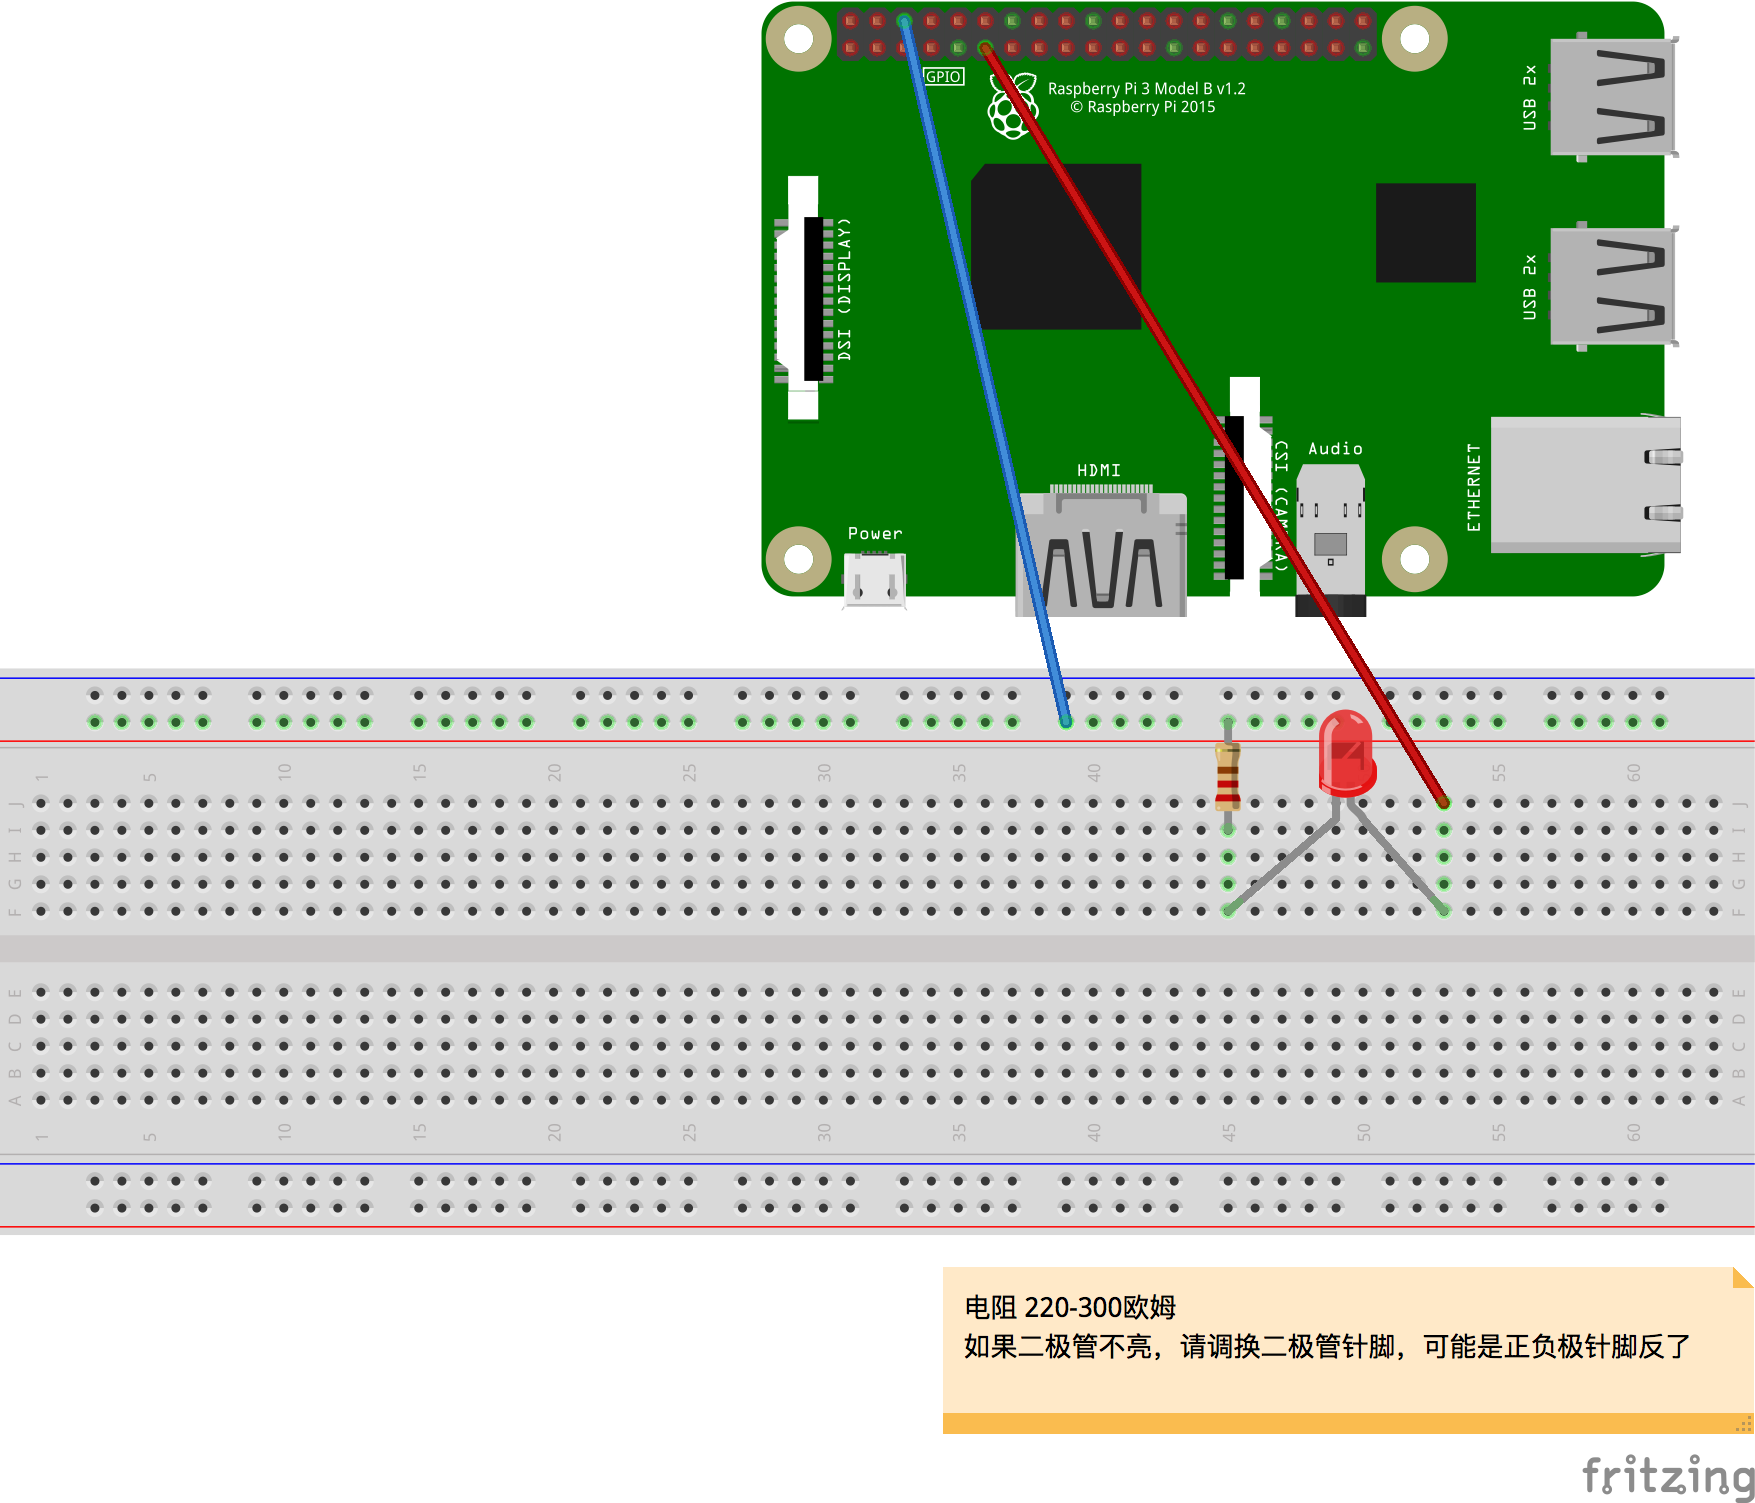 GPIO
Raspberry Pi 3 Model B v1.2
© Raspberry Pi 2015
USB 2x
DSI (DISPLAY)
USB 2x
Audio
ETHERNET
HDMI
CSI (CAMERA)
Power
1 5 10 15 20 25 30 35 40 55 60
J J
I I
H H
G G
F F
E E
D D
C C
B B
A A
1 5 10 15 20 25 30 35 40 45 50 55 60
电阻 220-300欧姆
如果二极管不亮，请调换二极管针脚，可能是正负极针脚反了
fritzing